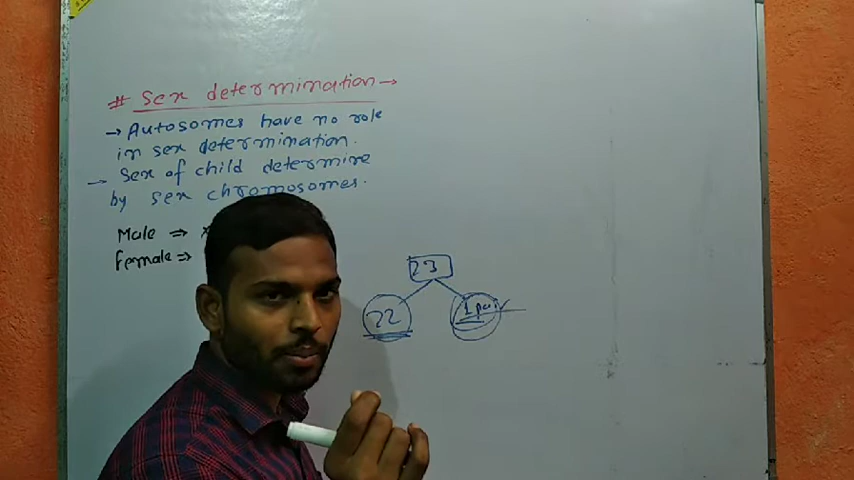 # Sex determination →
→ Autosomes have no role
in sex determination.
→ Sex of child determine
by sex chromosomes.
Male ⇒ x
Female ⇒
23
22
1 pair